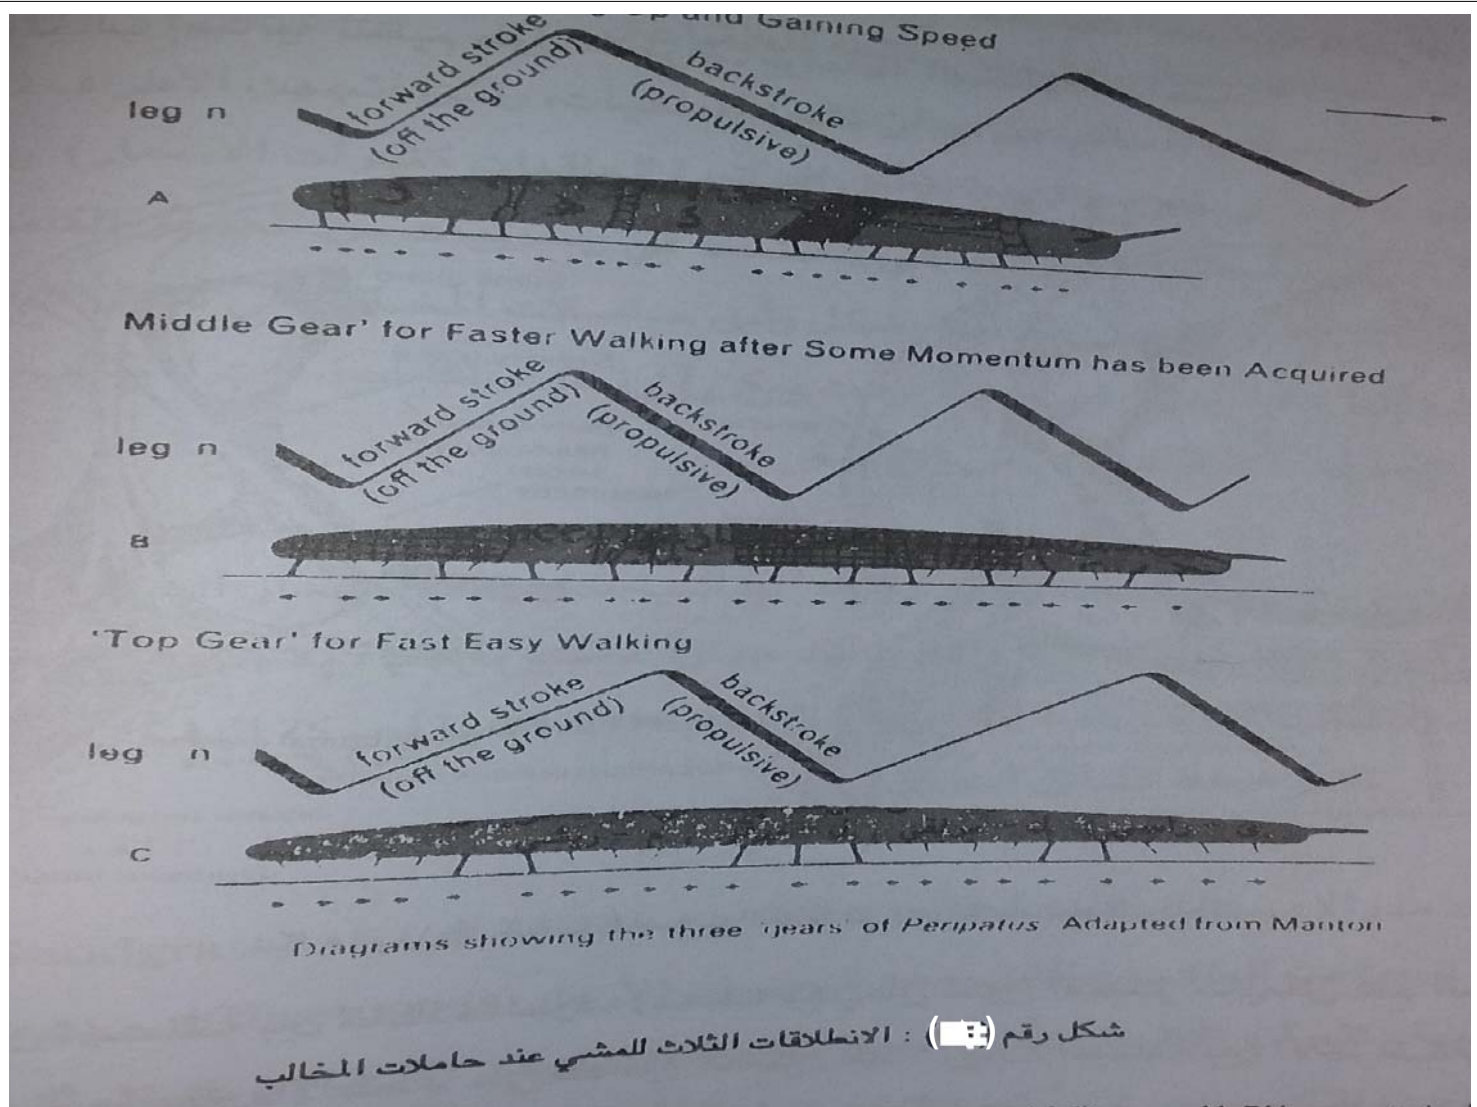 and Gaining Speed
forward stroke
(off the ground)
backstroke
(propulsive)
leg n
A
Middle Gear' for Faster Walking after Some Momentum has been Acquired
forward stroke
(off the ground)
backstroke
(propulsive)
leg n
B
'Top Gear' for Fast Easy Walking
forward stroke
(off the ground)
backstroke
(propulsive)
leg n
C
Diagrams showing the three 'gears' of Peripatus Adapted from Manton
شكل رقم ( ) : الانطلاقات الثلاث للمشي عند حاملات المخالب